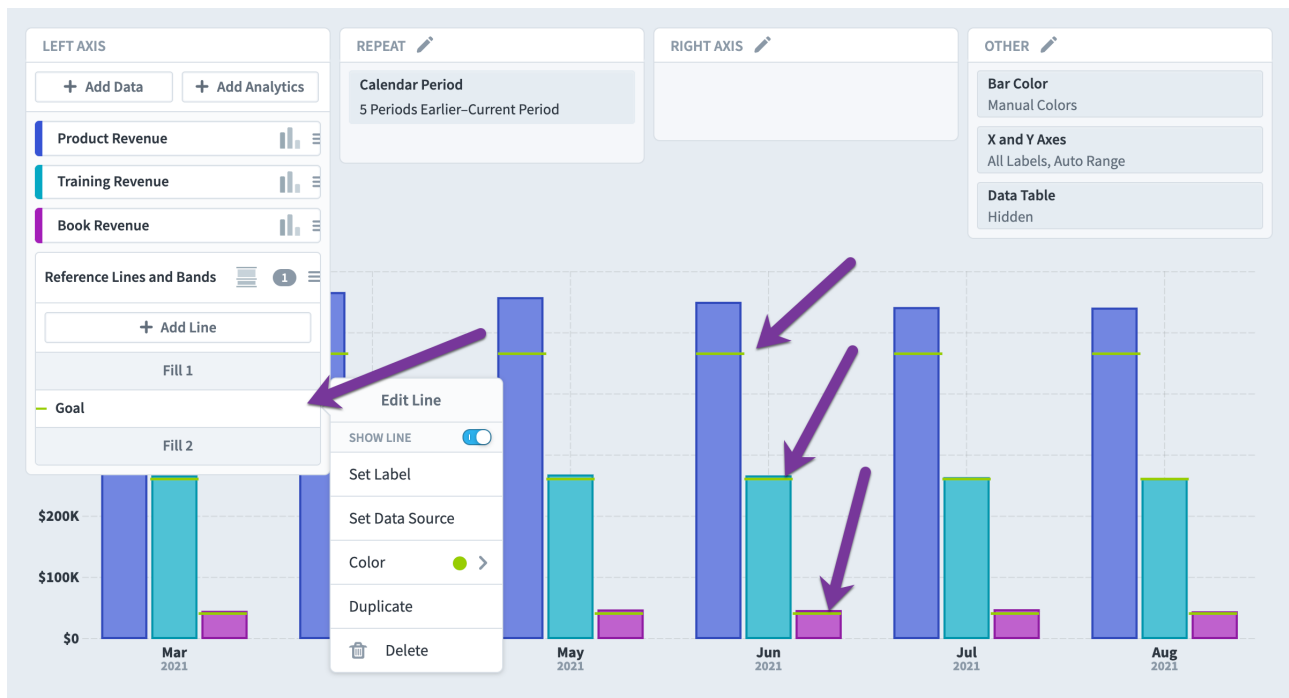 LEFT AXIS
Add Data
Add Analytics
Product Revenue
Training Revenue
Book Revenue
Reference Lines and Bands 1
Add Line
Fill 1
Goal
Fill 2
REPEAT
Calendar Period
5 Periods Earlier–Current Period
RIGHT AXIS
OTHER
Bar Color
Manual Colors
X and Y Axes
All Labels, Auto Range
Data Table
Hidden
Edit Line
SHOW LINE
Set Label
Set Data Source
Color
Duplicate
Delete
$200K
$100K
$0
Mar
2021
May
2021
Jun
2021
Jul
2021
Aug
2021